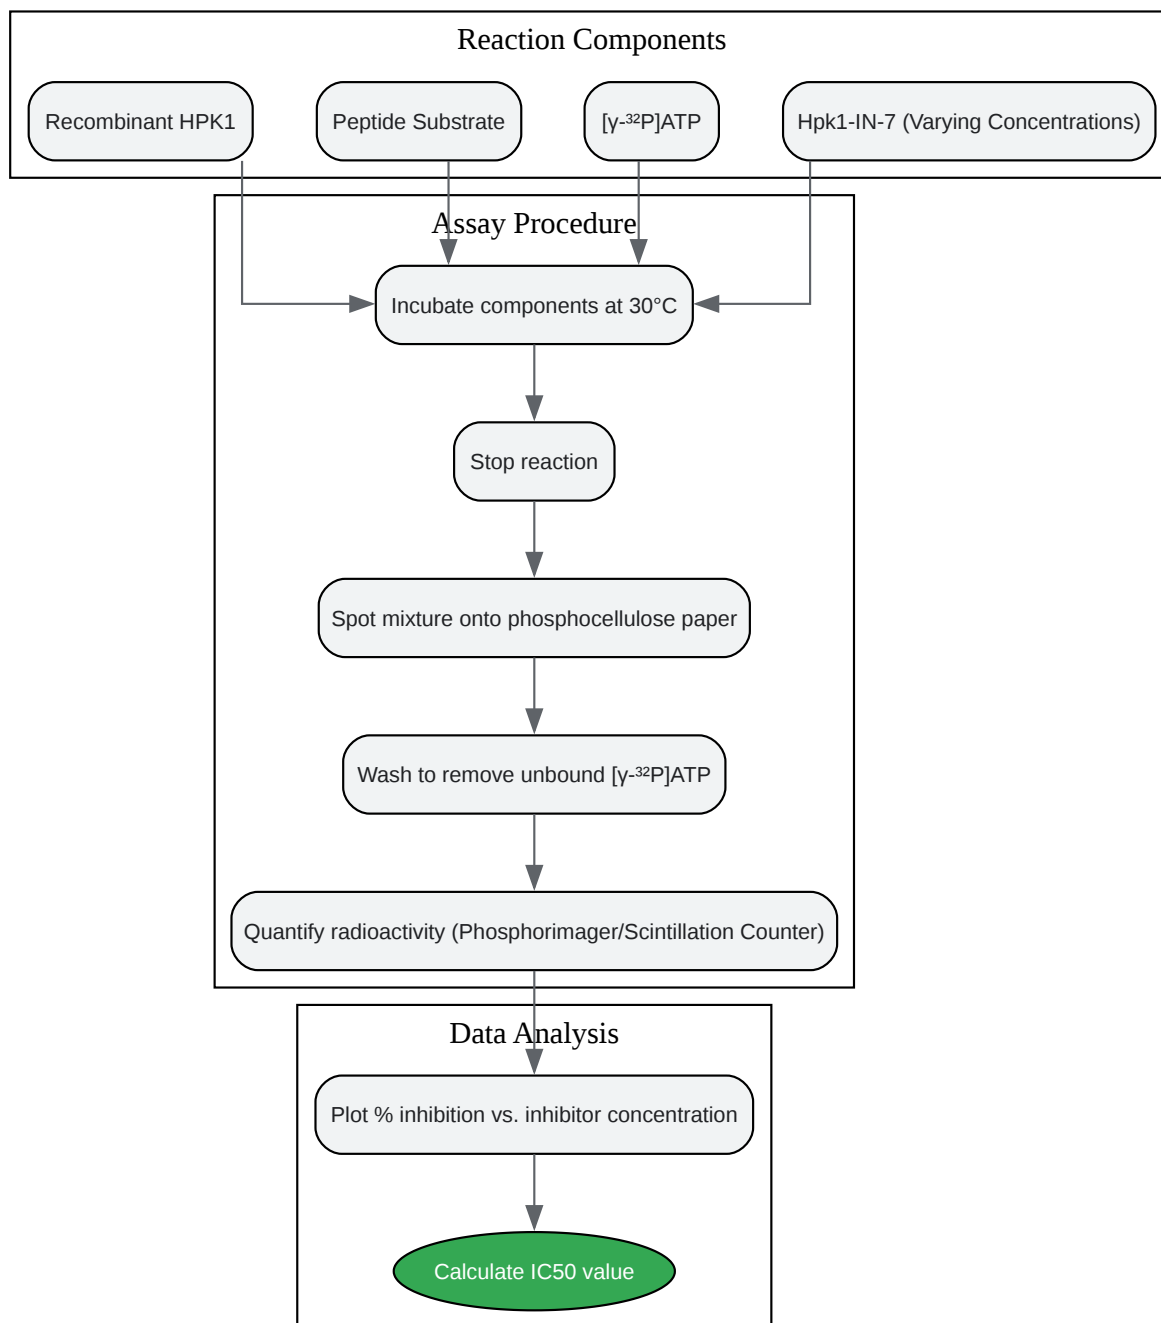 Reaction Components
Recombinant HPK1
Peptide Substrate
[γ-³²P]ATP
Hpk1-IN-7 (Varying Concentrations)
Assay Procedure
Incubate components at 30°C
Stop reaction
Spot mixture onto phosphocellulose paper
Wash to remove unbound [γ-³²P]ATP
Quantify radioactivity (Phosphorimager/Scintillation Counter)
Data Analysis
Plot % inhibition vs. inhibitor concentration
Calculate IC50 value